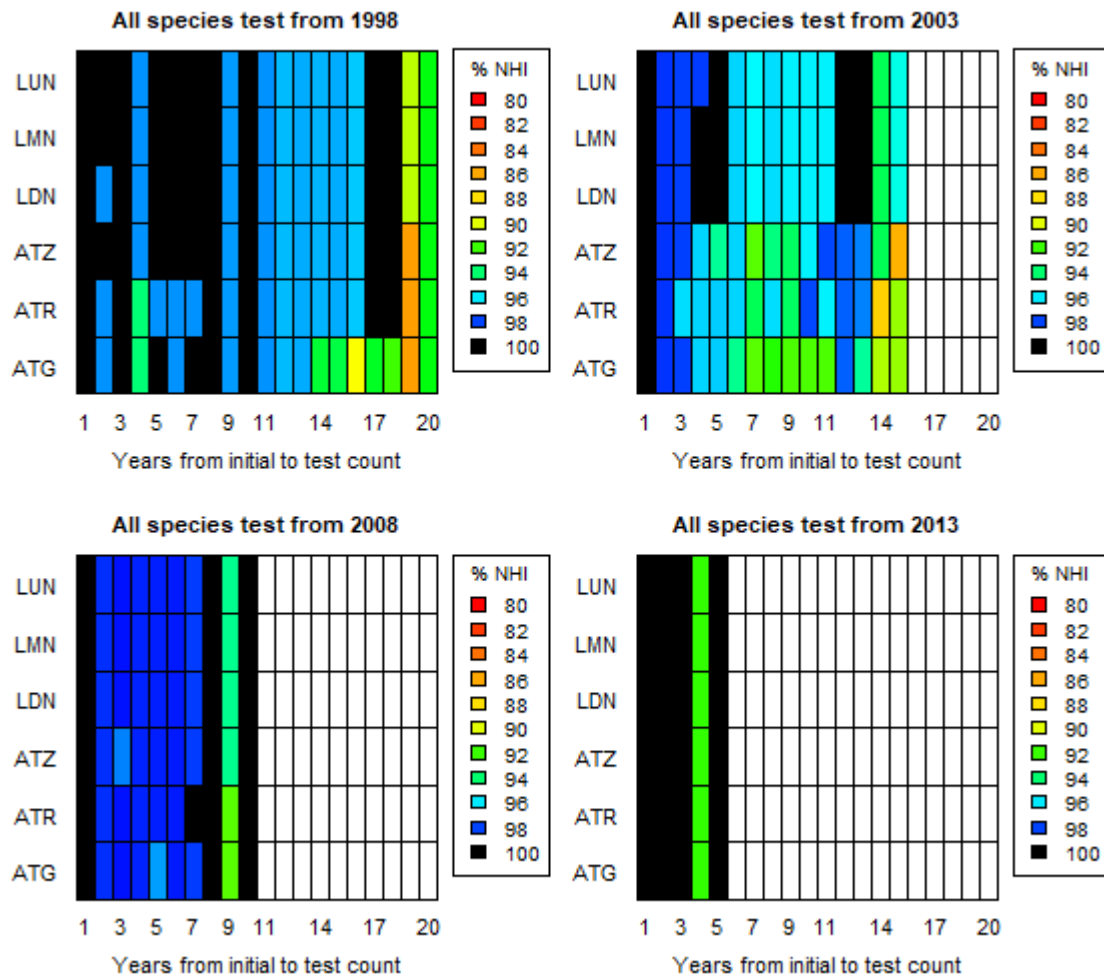 All species test from 1998
LUN
LMN
LDN
ATZ
ATR
ATG
1 3 5 7 9 11 14 17 20
Years from initial to test count
% NHI
80
82
84
86
88
90
92
94
96
98
100
All species test from 2003
LUN
LMN
LDN
ATZ
ATR
ATG
1 3 5 7 9 11 14 17 20
Years from initial to test count
% NHI
80
82
84
86
88
90
92
94
96
98
100
All species test from 2008
LUN
LMN
LDN
ATZ
ATR
ATG
1 3 5 7 9 11 14 17 20
Years from initial to test count
% NHI
80
82
84
86
88
90
92
94
96
98
100
All species test from 2013
LUN
LMN
LDN
ATZ
ATR
ATG
1 3 5 7 9 11 14 17 20
Years from initial to test count
% NHI
80
82
84
86
88
90
92
94
96
98
100